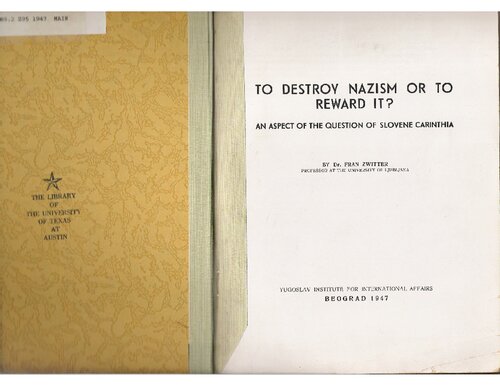 1947 MAIN
THE LIBRARY
OF
THE UNIVERSITY
OF TEXAS
AT
AUSTIN
TO DESTROY NAZISM OR TO
REWARD IT?
AN ASPECT OF THE QUESTION OF SLOVENE CARINTHIA
BY Dr. FRAN ZWITTER
PROFESSOR AT THE UNIVERSITY OF LJUBLJANA
YUGOSLAV INSTITUTE FOR INTERNATIONAL AFFAIRS
BEOGRAD 1947